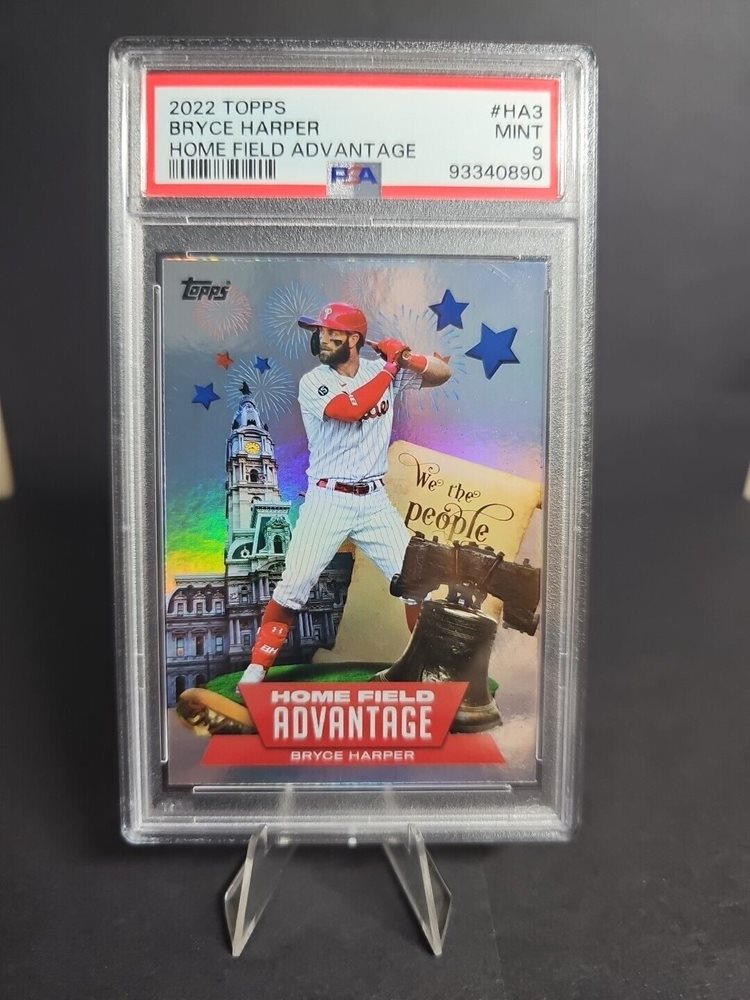 2022 TOPPS #HA3
BRYCE HARPER MINT
HOME FIELD ADVANTAGE 9
PSA 93340890
Topps
P
We the
people
BH
HOME FIELD
ADVANTAGE
BRYCE HARPER